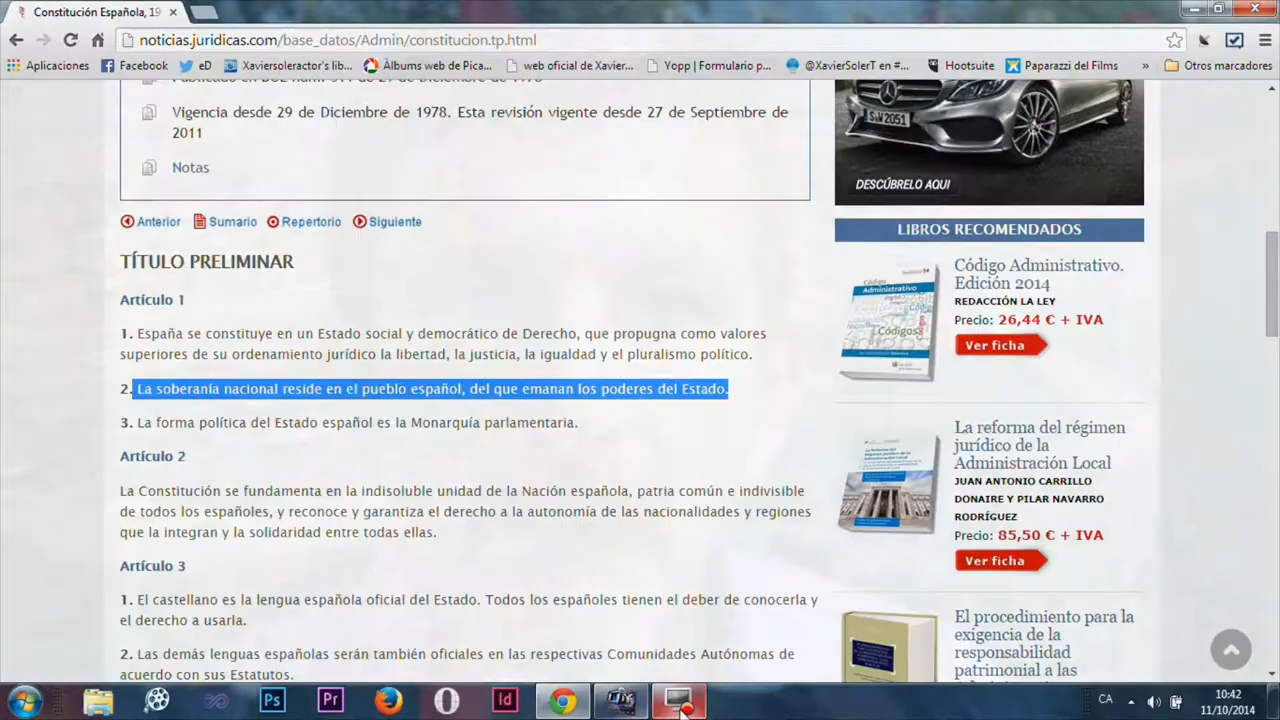 Constitución Española, 19
noticias.juridicas.com/base_datos/Admin/constitucion.tp.html
Aplicaciones Facebook eD Xaviersoleractor's lib... Àlbums web de Pica... web oficial de Xavier... Yopp | Formulario p... @XavierSolerT en #... Hootsuite Paparazzi del Films » Otros marcadores
Vigencia desde 29 de Diciembre de 1978. Esta revisión vigente desde 27 de Septiembre de
2011
Notas
Anterior Sumario Repertorio Siguiente
TÍTULO PRELIMINAR
Artículo 1
1. España se constituye en un Estado social y democrático de Derecho, que propugna como valores
superiores de su ordenamiento jurídico la libertad, la justicia, la igualdad y el pluralismo político.
2. La soberanía nacional reside en el pueblo español, del que emanan los poderes del Estado.
3. La forma política del Estado español es la Monarquía parlamentaria.
Artículo 2
La Constitución se fundamenta en la indisoluble unidad de la Nación española, patria común e indivisible
de todos los españoles, y reconoce y garantiza el derecho a la autonomía de las nacionalidades y regiones
que la integran y la solidaridad entre todas ellas.
Artículo 3
1. El castellano es la lengua española oficial del Estado. Todos los españoles tienen el deber de conocerla y
el derecho a usarla.
2. Las demás lenguas españolas serán también oficiales en las respectivas Comunidades Autónomas de
acuerdo con sus Estatutos.
S·W 2051
DESCÚBRELO AQUI
LIBROS RECOMENDADOS
Código
Administrativo
Códigos
Código Administrativo.
Edición 2014
REDACCIÓN LA LEY
Precio: 26,44 € + IVA
Ver ficha
La reforma del régimen
jurídico de la
Administración Local
JUAN ANTONIO CARRILLO
DONAIRE Y PILAR NAVARRO
RODRÍGUEZ
Precio: 85,50 € + IVA
Ver ficha
El procedimiento para la
exigencia de la
responsabilidad
patrimonial a las
Ps Pr Id
CA
10:42
11/10/2014